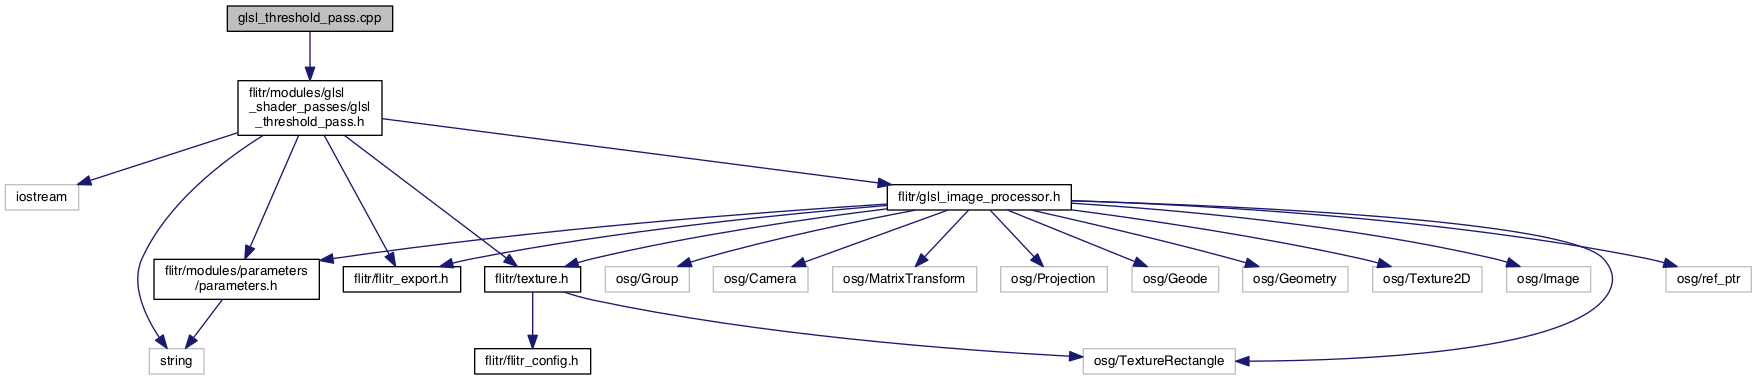 glsl_threshold_pass.cpp
flitr/modules/glsl
_shader_passes/glsl
_threshold_pass.h
iostream
flitr/glsl_image_processor.h
flitr/modules/parameters
/parameters.h
flitr/flitr_export.h
flitr/texture.h
osg/Group
osg/Camera
osg/MatrixTransform
osg/Projection
osg/Geode
osg/Geometry
osg/Texture2D
osg/Image
osg/ref_ptr
string
flitr/flitr_config.h
osg/TextureRectangle